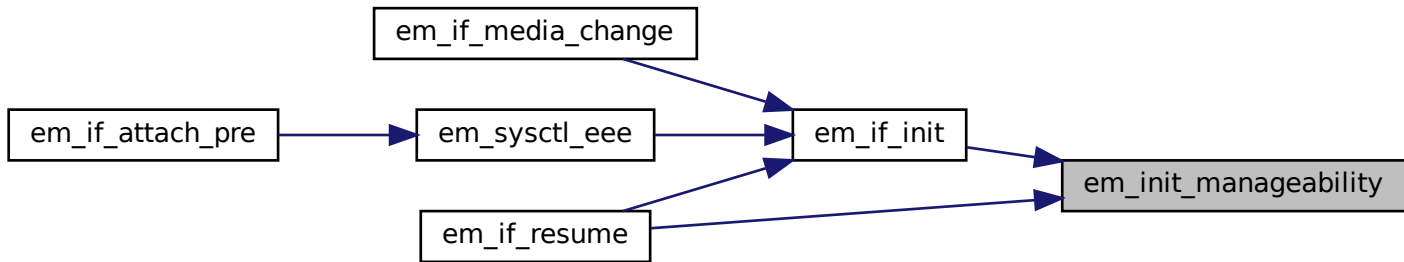 em_if_media_change
em_if_attach_pre
em_sysctl_eee
em_if_init
em_init_manageability
em_if_resume